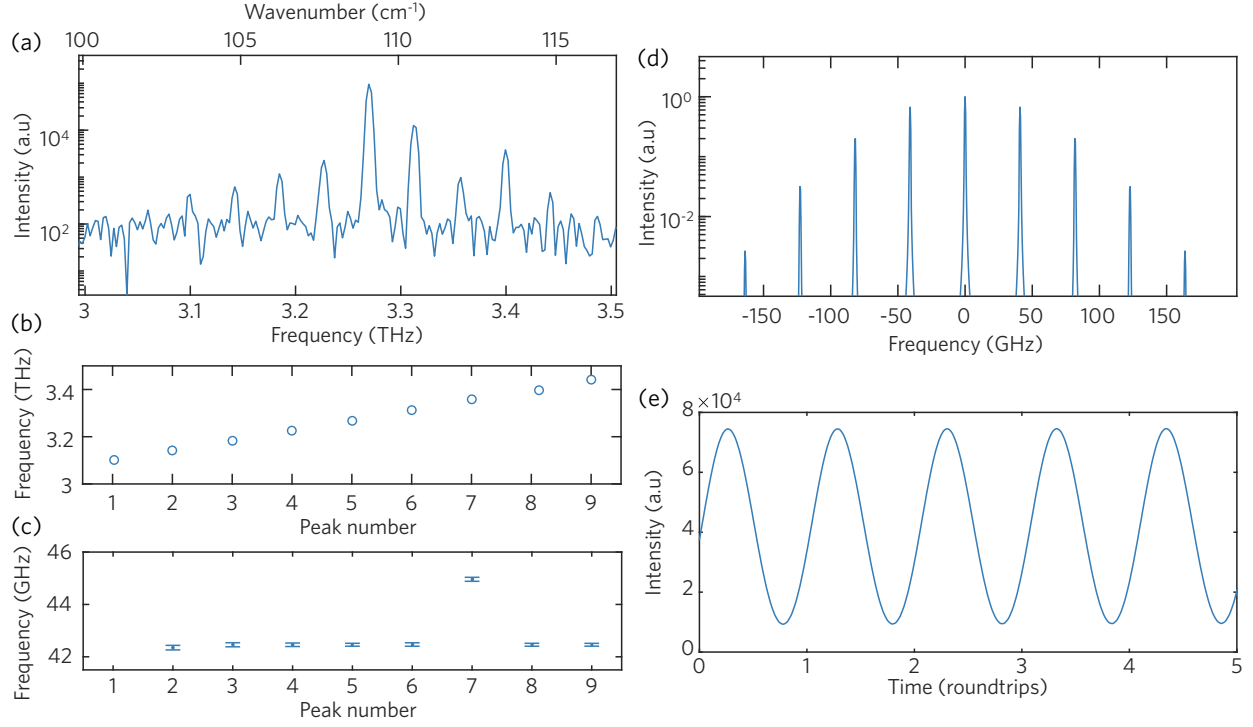 Wavenumber (cm-1)
100 105 110 115
(a)
Intensity (a.u)
10^4
10^2
3 3.1 3.2 3.3 3.4 3.5
Frequency (THz)
(b)
Frequency (THz)
3.4
3.2
3
1 2 3 4 5 6 7 8 9
Peak number
(c)
Frequency (GHz)
46
44
42
1 2 3 4 5 6 7 8 9
Peak number
(d)
Intensity (a.u)
10^0
10^-2
-150 -100 -50 0 50 100 150
Frequency (GHz)
(e)
×10^4
Intensity (a.u)
8
6
4
2
0
0 1 2 3 4 5
Time (roundtrips)